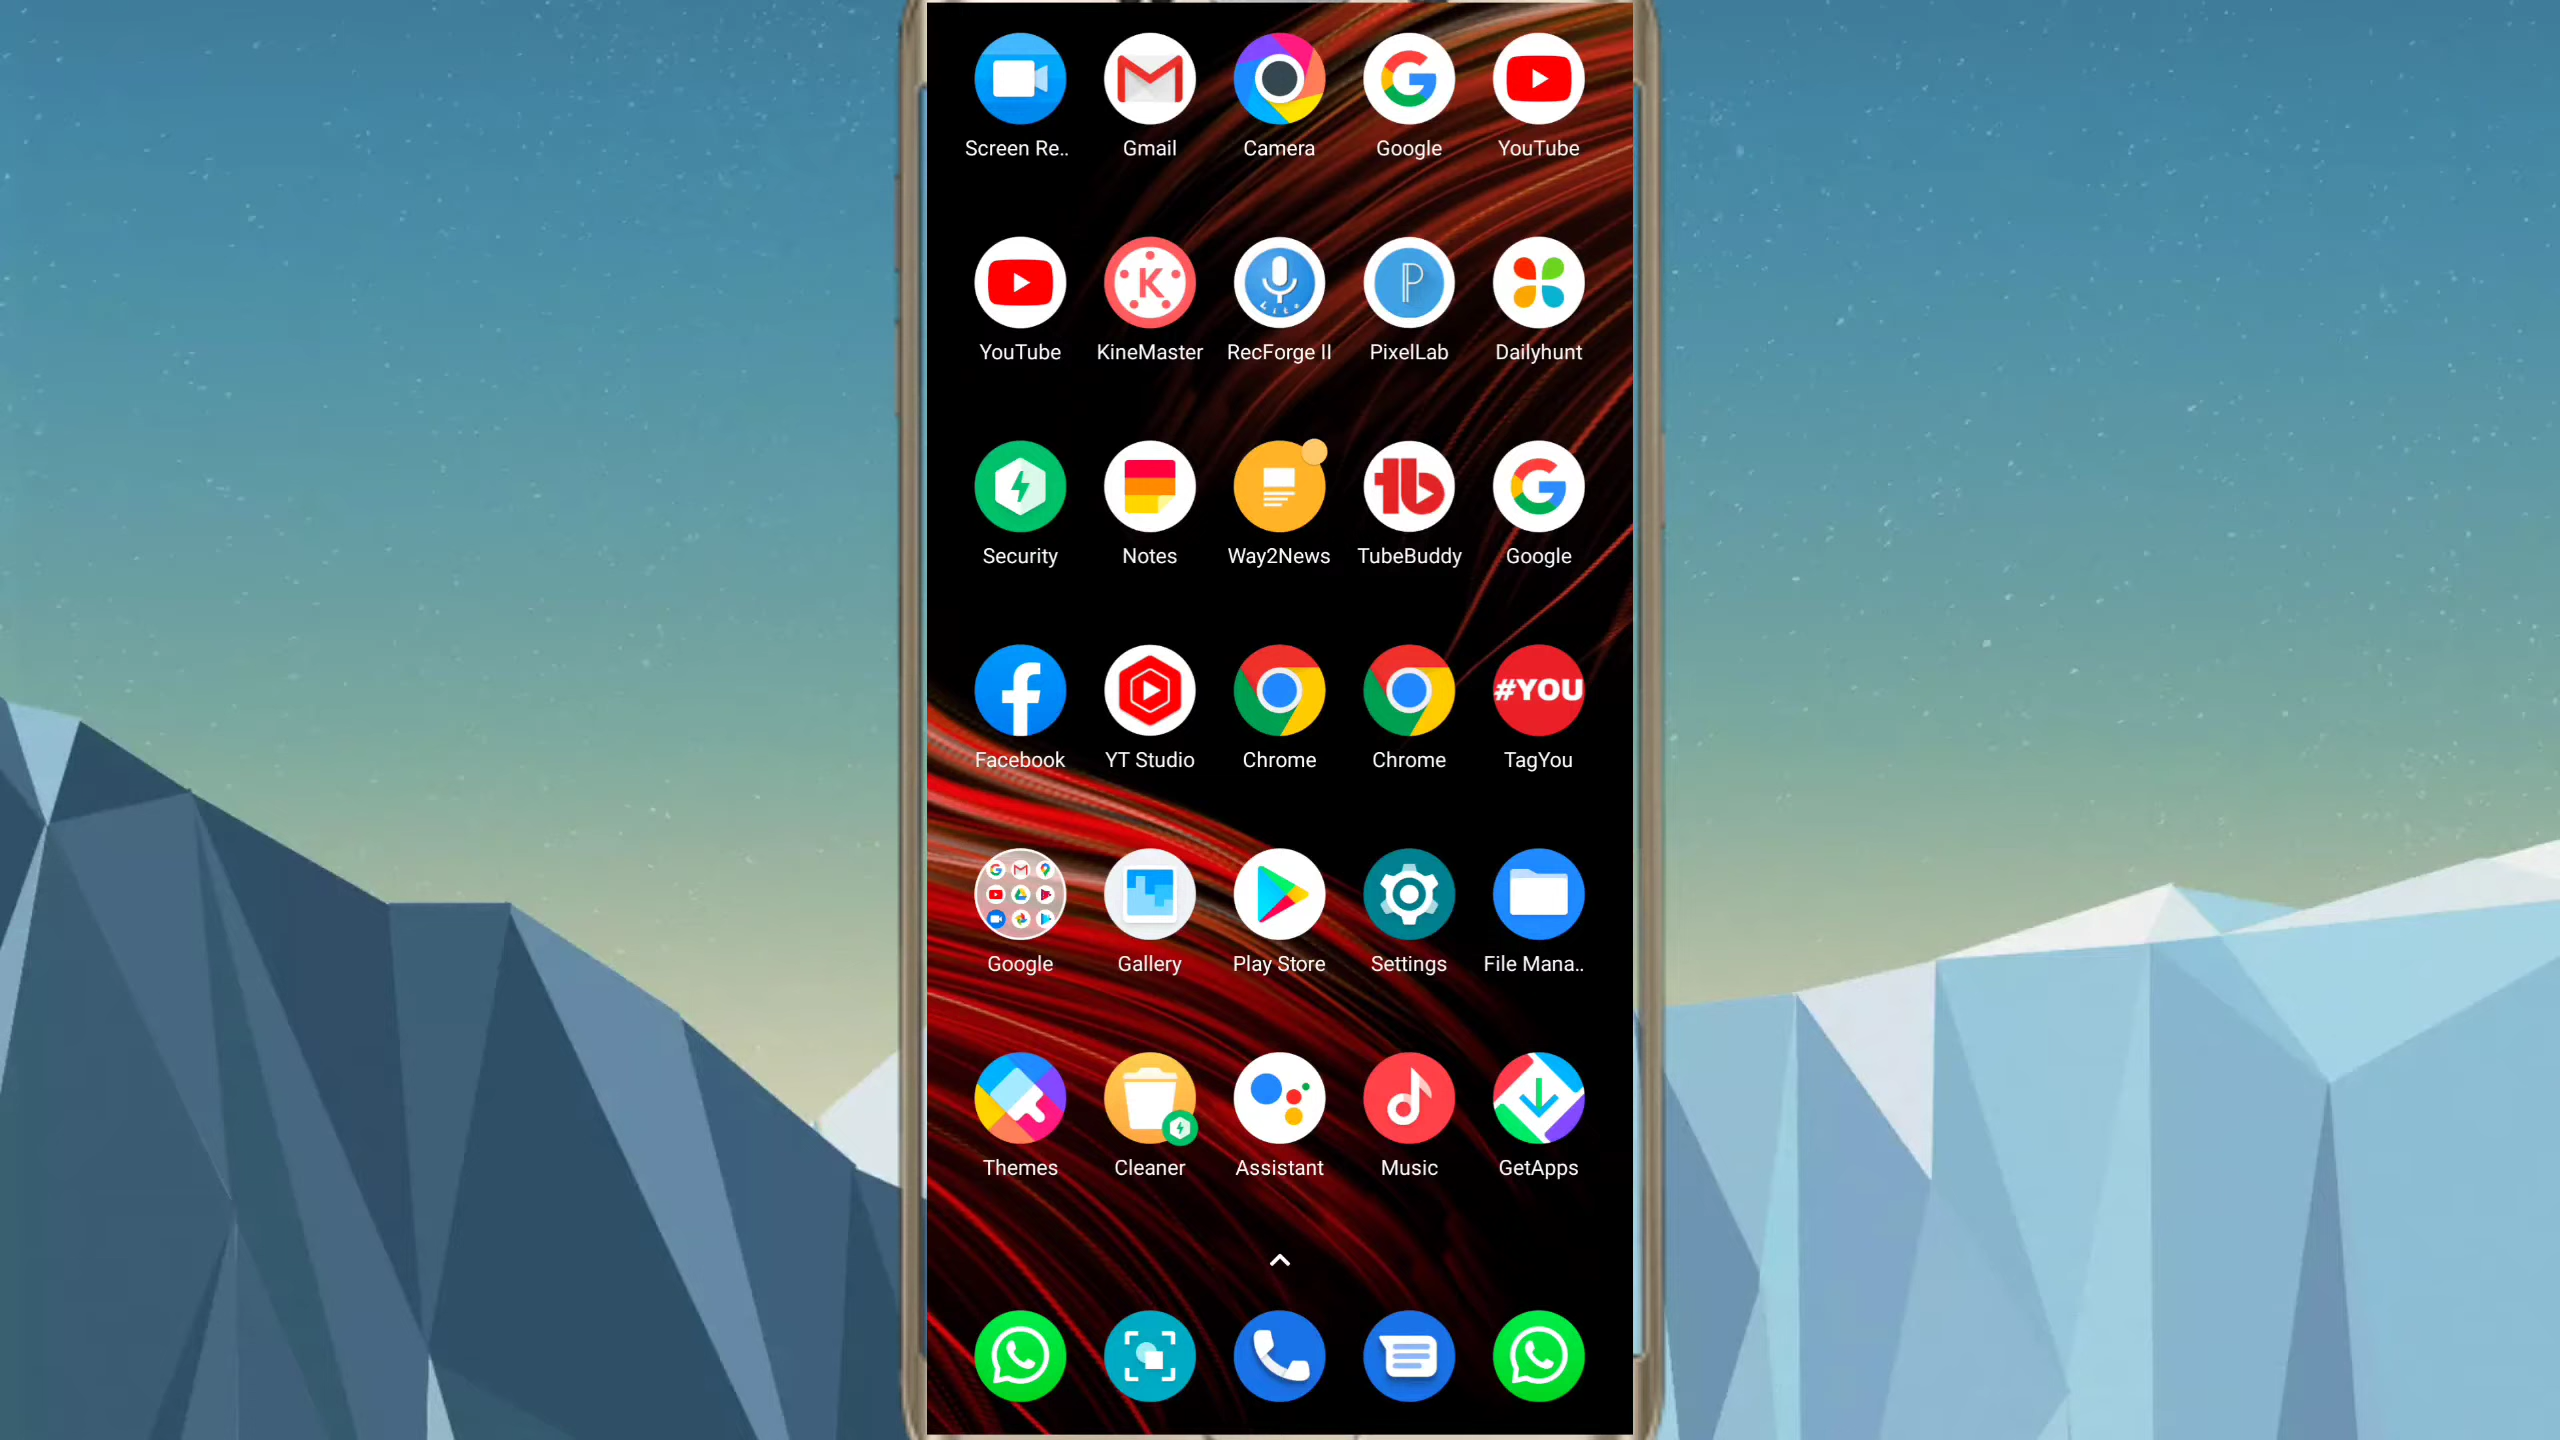 Screen Re.. Gmail Camera Google YouTube
YouTube KineMaster RecForge II PixelLab Dailyhunt
Security Notes Way2News TubeBuddy Google
#YOU
Facebook YT Studio Chrome Chrome TagYou
Google Gallery Play Store Settings File Mana..
Themes Cleaner Assistant Music GetApps